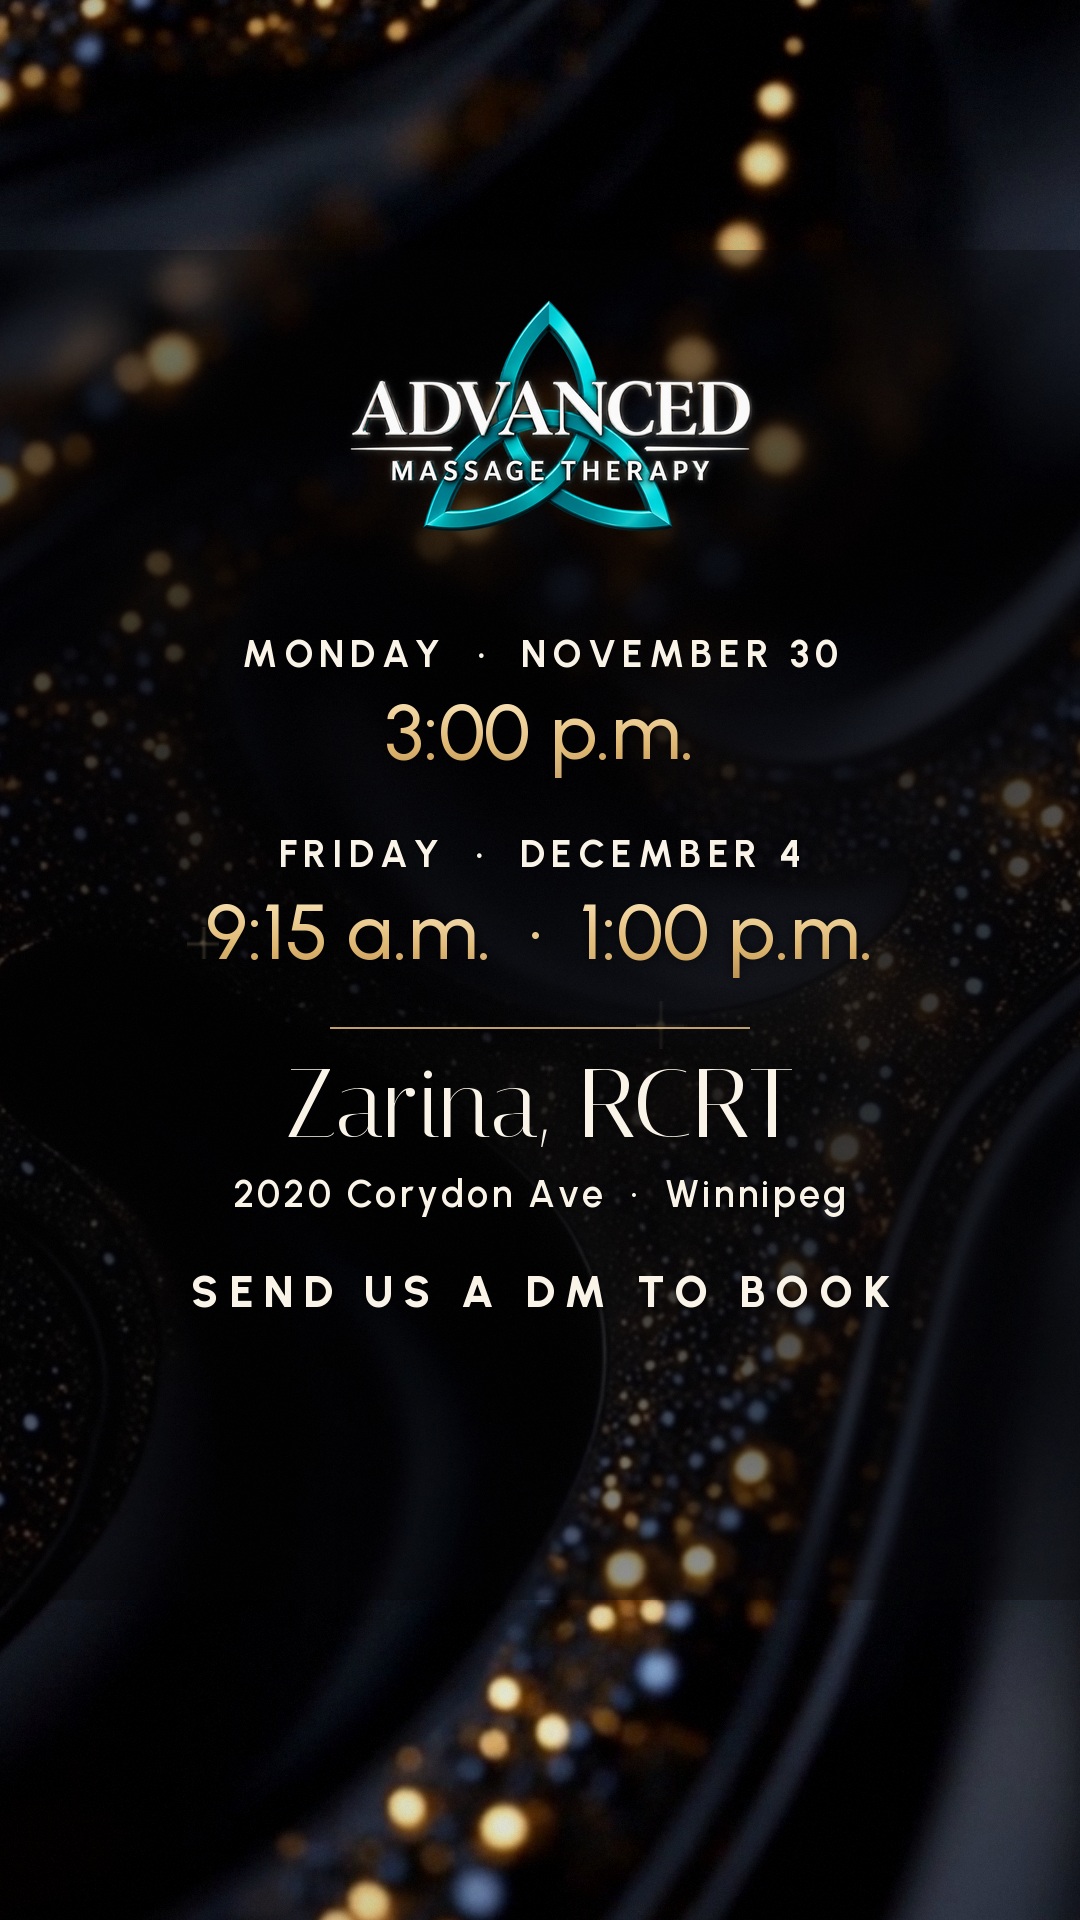 ADVANCED
MASSAGE THERAPY
MONDAY · NOVEMBER 30
3:00 p.m.
FRIDAY · DECEMBER 4
9:15 a.m. · 1:00 p.m.
Zarina, RCRT
2020 Corydon Ave · Winnipeg
SEND US A DM TO BOOK